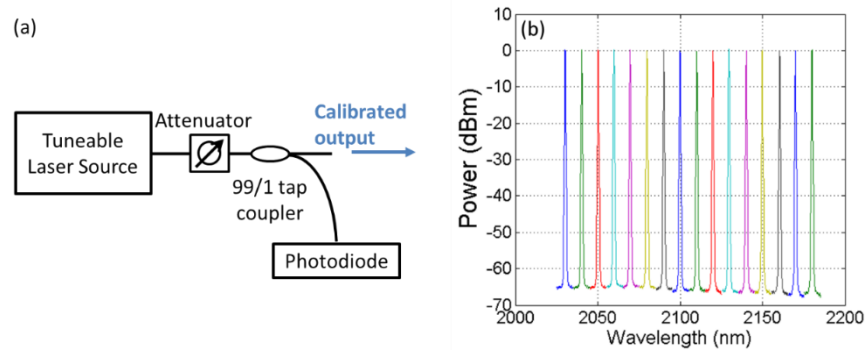 (a)
Tuneable
Laser Source
Attenuator
Calibrated
output
99/1 tap
coupler
Photodiode
(b)
Power (dBm)
10
0
-10
-20
-30
-40
-50
-60
-70
2000
2050
2100
2150
2200
Wavelength (nm)